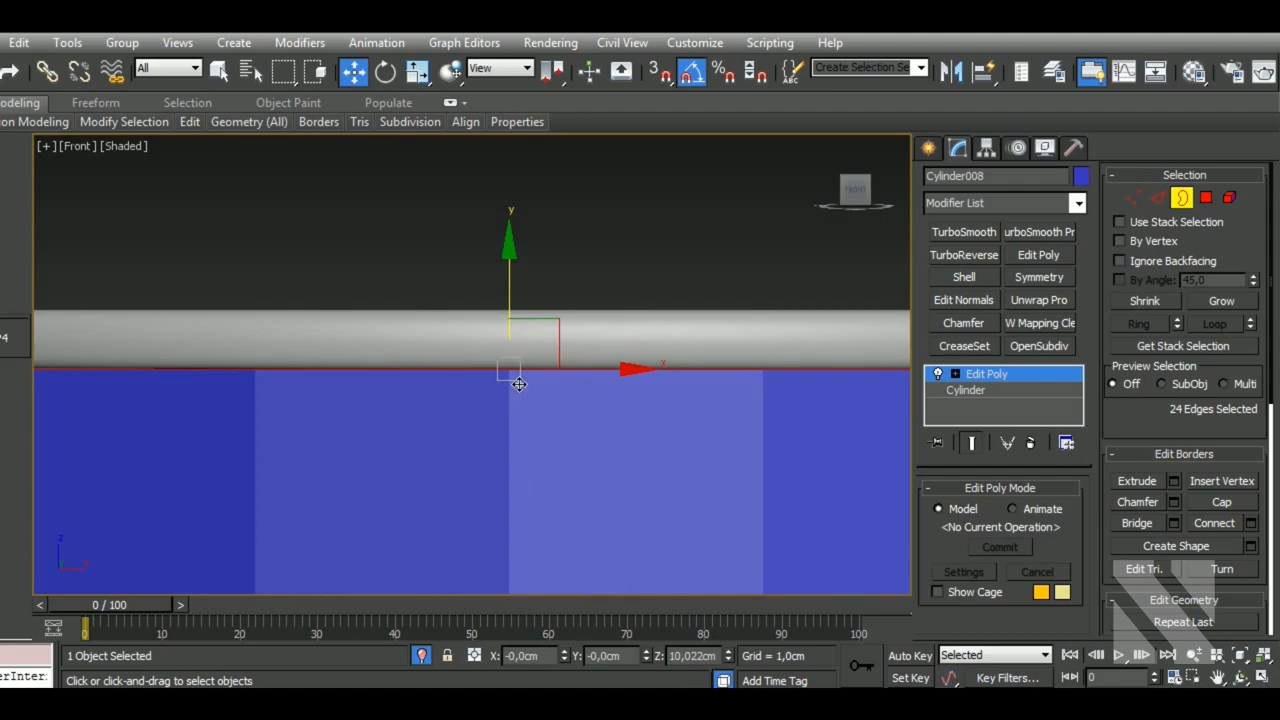 Edit Tools Group Views Create Modifiers Animation Graph Editors Rendering Civil View Customize Scripting Help
All View 3 % ABC Create Selection Se
odeling Freeform Selection Object Paint Populate
on Modeling Modify Selection Edit Geometry (All) Borders Tris Subdivision Align Properties
[+] [Front] [Shaded]
FRONT
y
x
z
x
P4
Cylinder008
Modifier List
TurboSmooth urboSmooth Pr
TurboReverse Edit Poly
Shell Symmetry
Edit Normals Unwrap Pro
Chamfer W Mapping Cle
CreaseSet OpenSubdiv
Edit Poly
Cylinder
- Edit Poly Mode
Model Animate
<No Current Operation>
Commit
Settings Cancel
Show Cage
- Selection
Use Stack Selection
By Vertex
Ignore Backfacing
By Angle: 45,0
Shrink Grow
Ring Loop
Get Stack Selection
Preview Selection
Off SubObj Multi
24 Edges Selected
- Edit Borders
Extrude Insert Vertex
Chamfer Cap
Bridge Connect
Create Shape
Edit Tri. Turn
- Edit Geometry
Repeat Last
< 0 / 100 >
0 10 20 30 40 50 60 70 80 90 100
1 Object Selected X: -0,0cm Y: -0,0cm Z: 10,022cm Grid = 1,0cm Auto Key Selected
erInter: Click or click-and-drag to select objects Add Time Tag Set Key Key Filters... 0